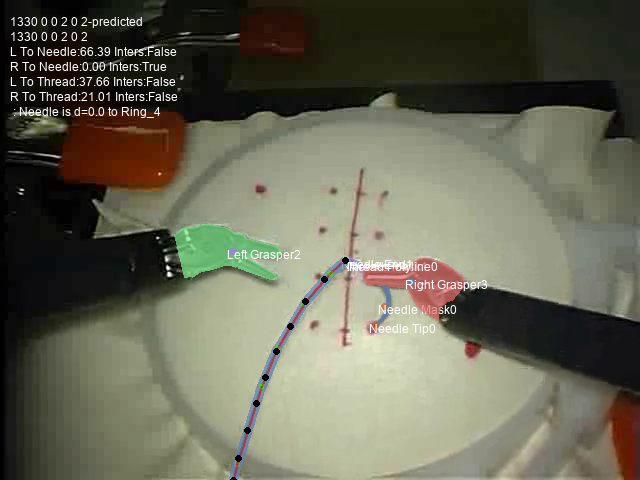 1330 0 0 2 0 2-predicted
1330 0 0 2 0 2
L To Needle:66.39 Inters:False
R To Needle:0.00 Inters:True
L To Thread:37.66 Inters:False
R To Thread:21.01 Inters:False
: Needle is d=0.0 to Ring_4
Left Grasper2
Right Grasper3
Needle Mask0
Needle Tip0